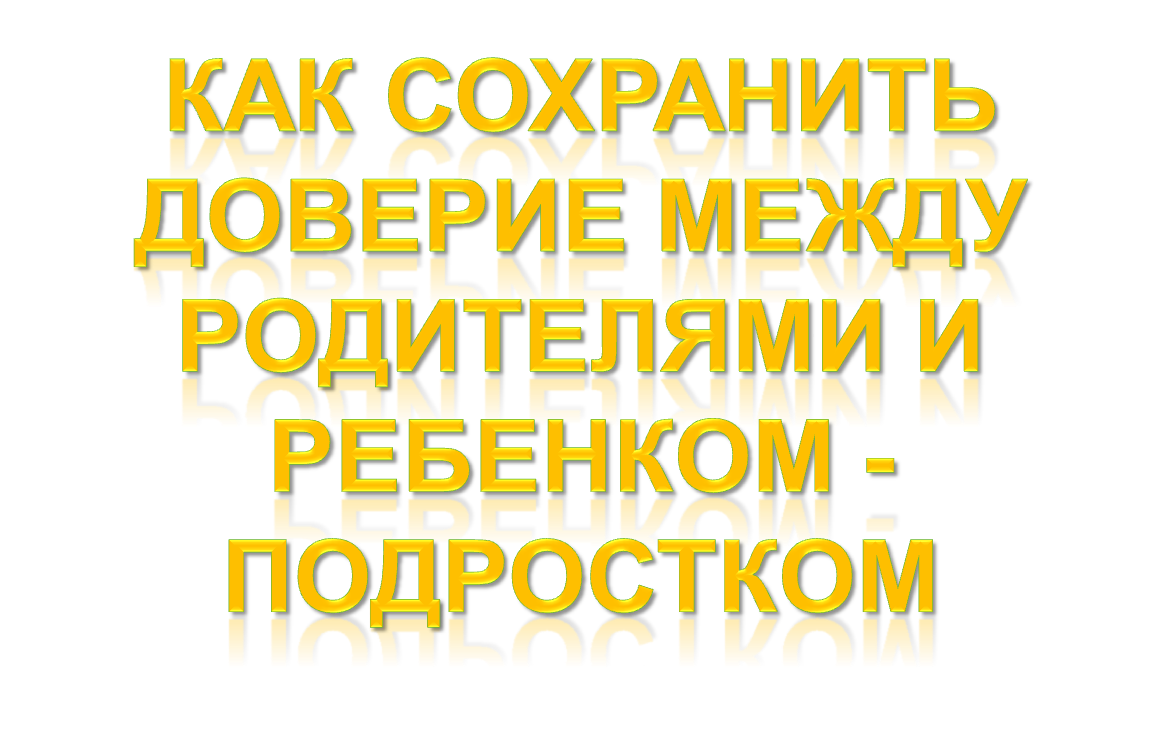 КАК СОХРАНИТЬ
ДОВЕРИЕ МЕЖДУ
РОДИТЕЛЯМИ И
РЕБЕНКОМ -
ПОДРОСТКОМ